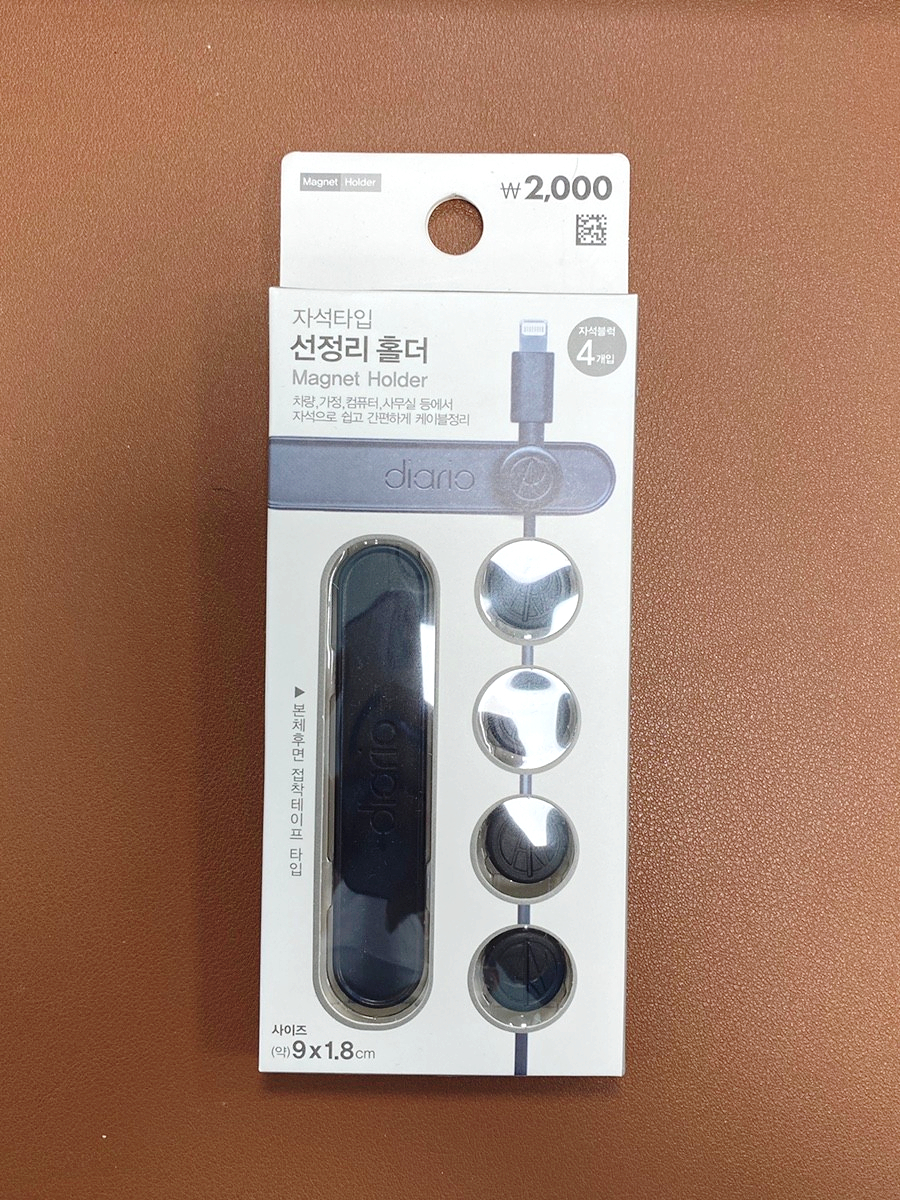 Magnet Holder
₩2,000
자석타입
선정리 홀더
Magnet Holder
차량,가정,컴퓨터,사무실 등에서
자석으로 쉽고 간편하게 케이블정리
자석블럭
4개입
diario
diario
▶본체후면 접착테이프 타입
사이즈
(약)9x1.8cm